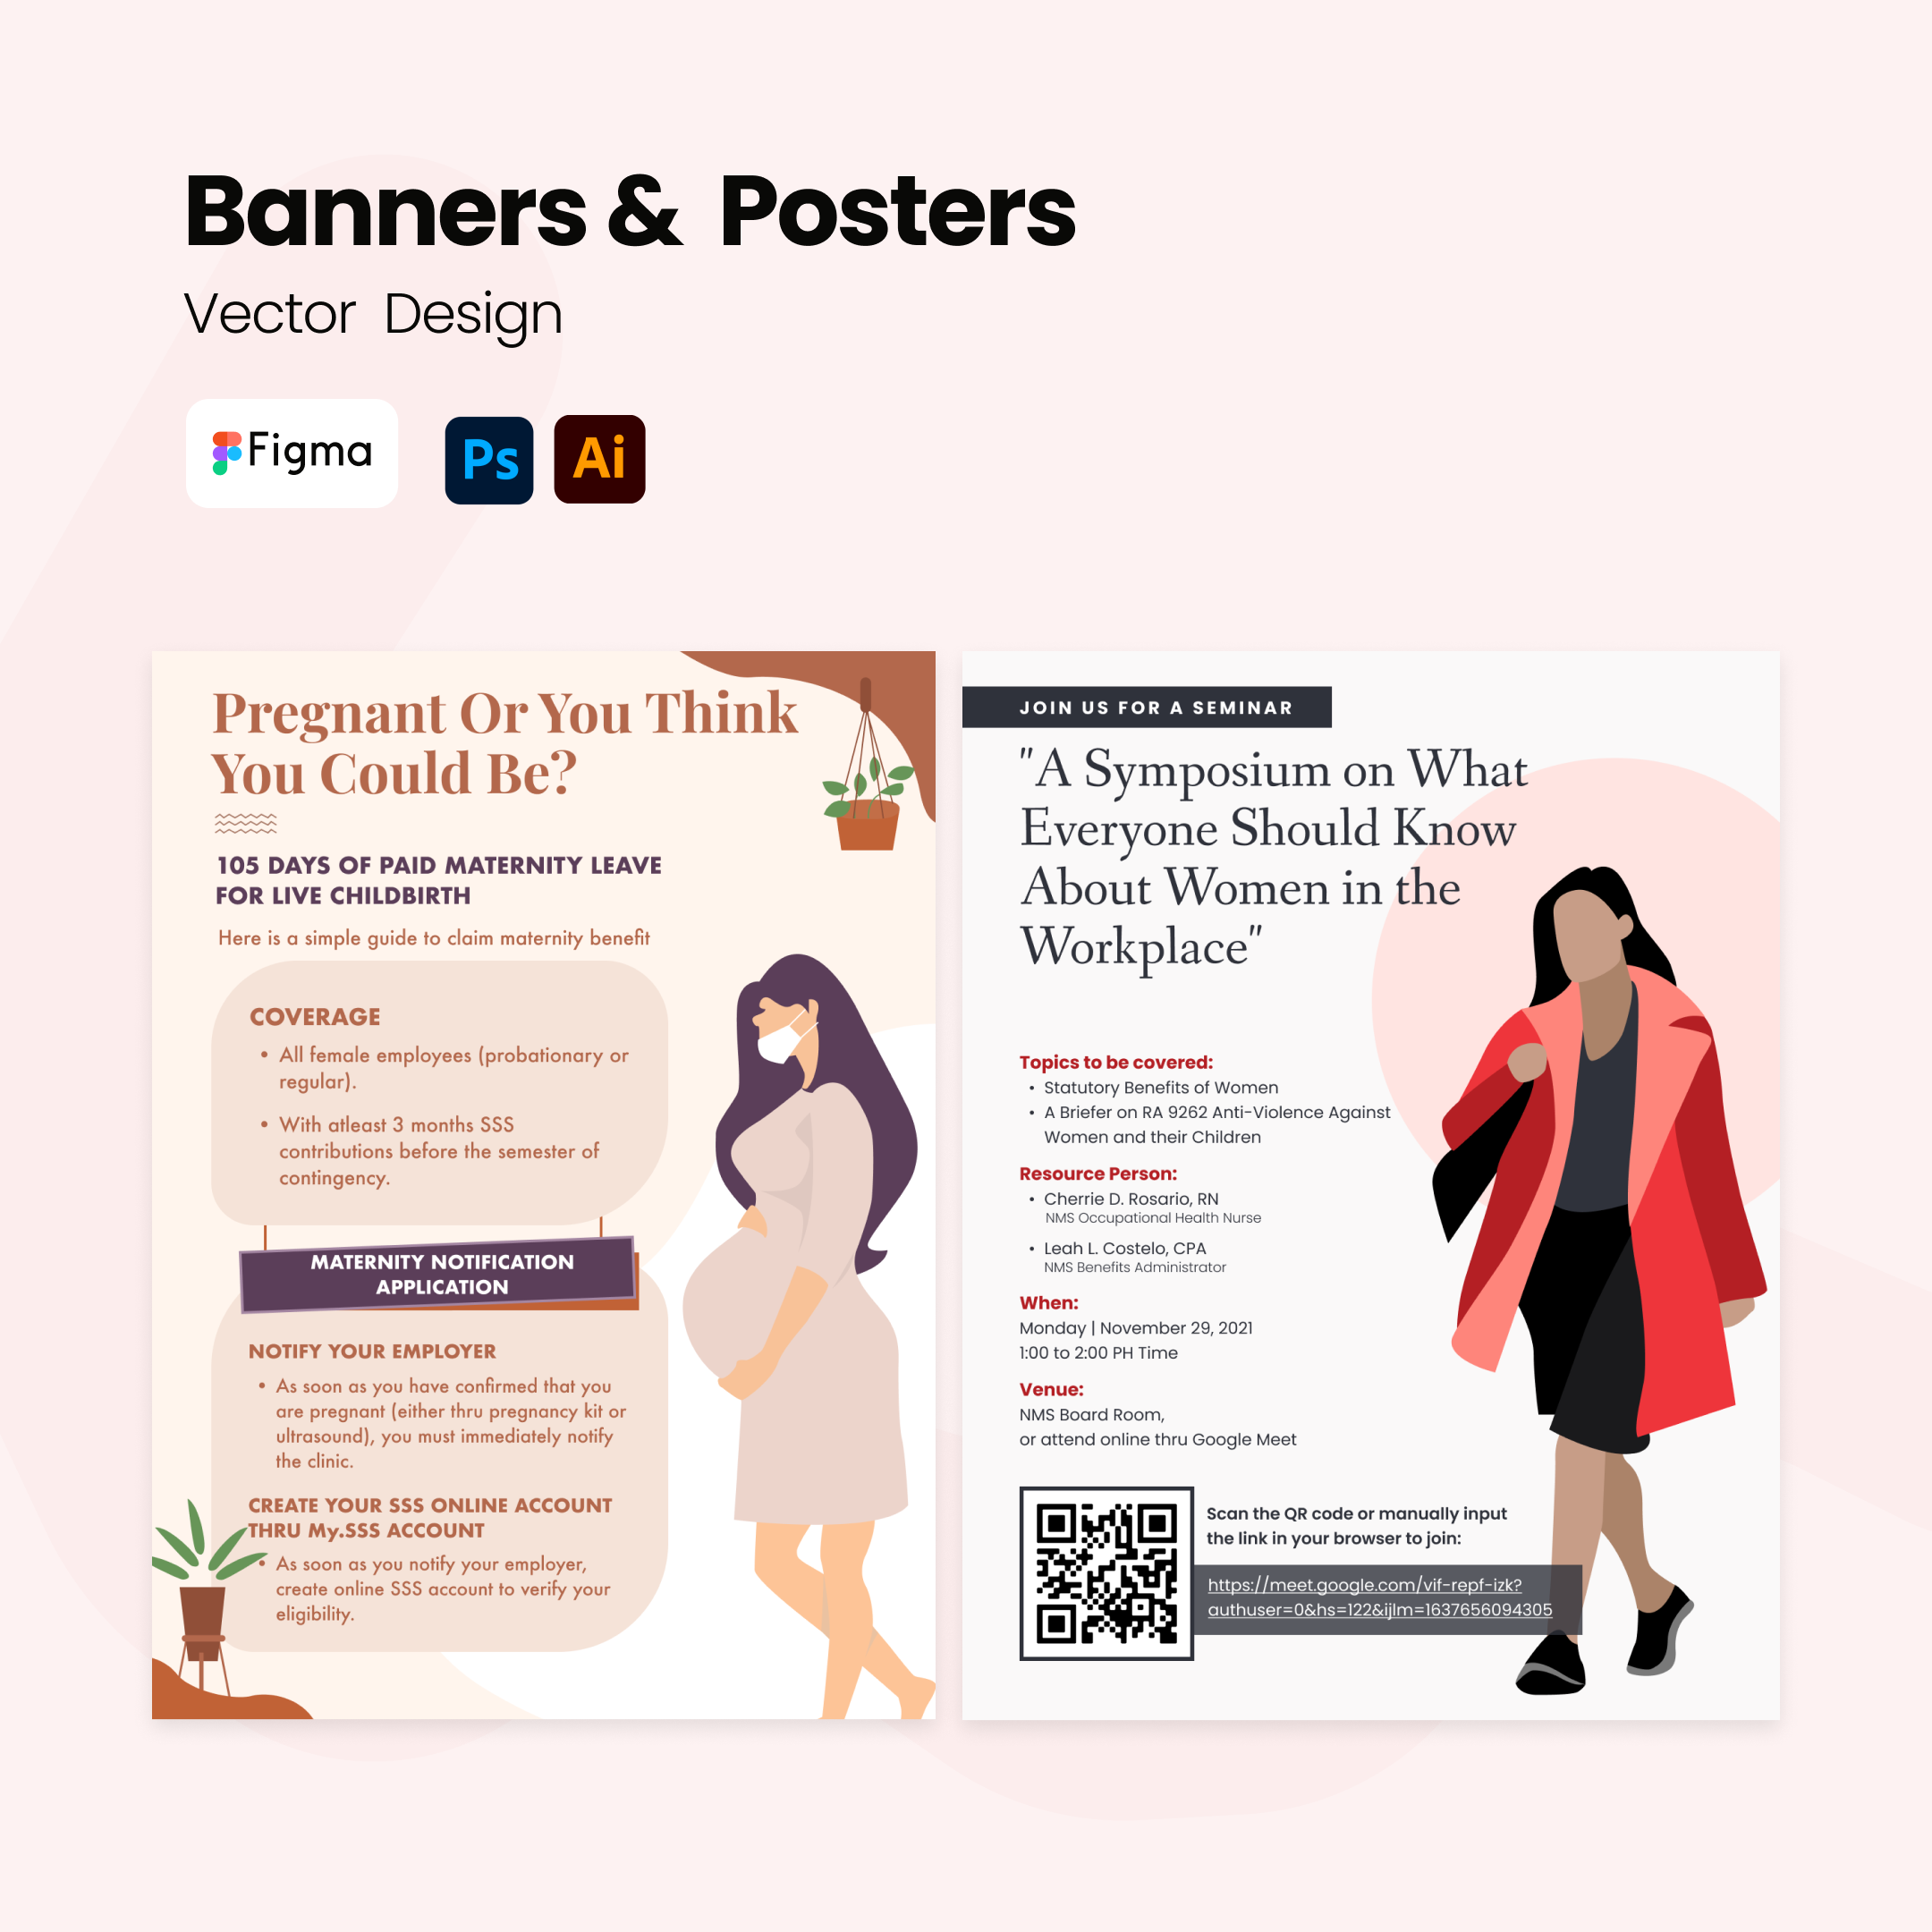 Banners & Posters
Vector Design
Figma
Ps
Ai
Pregnant Or You Think
You Could Be?
105 DAYS OF PAID MATERNITY LEAVE
FOR LIVE CHILDBIRTH
Here is a simple guide to claim maternity benefit
COVERAGE
• All female employees (probationary or
regular).
• With atleast 3 months SSS
contributions before the semester of
contingency.
MATERNITY NOTIFICATION
APPLICATION
NOTIFY YOUR EMPLOYER
• As soon as you have confirmed that you
are pregnant (either thru pregnancy kit or
ultrasound), you must immediately notify
the clinic.
CREATE YOUR SSS ONLINE ACCOUNT
THRU My.SSS ACCOUNT
• As soon as you notify your employer,
create online SSS account to verify your
eligibility.
JOIN US FOR A SEMINAR
"A Symposium on What
Everyone Should Know
About Women in the
Workplace"
Topics to be covered:
• Statutory Benefits of Women
• A Briefer on RA 9262 Anti-Violence Against
Women and their Children
Resource Person:
• Cherrie D. Rosario, RN
NMS Occupational Health Nurse
• Leah L. Costelo, CPA
NMS Benefits Administrator
When:
Monday | November 29, 2021
1:00 to 2:00 PH Time
Venue:
NMS Board Room,
or attend online thru Google Meet
Scan the QR code or manually input
the link in your browser to join:
https://meet.google.com/vif-repf-izk?
authuser=0&hs=122&ijlm=1637656094305